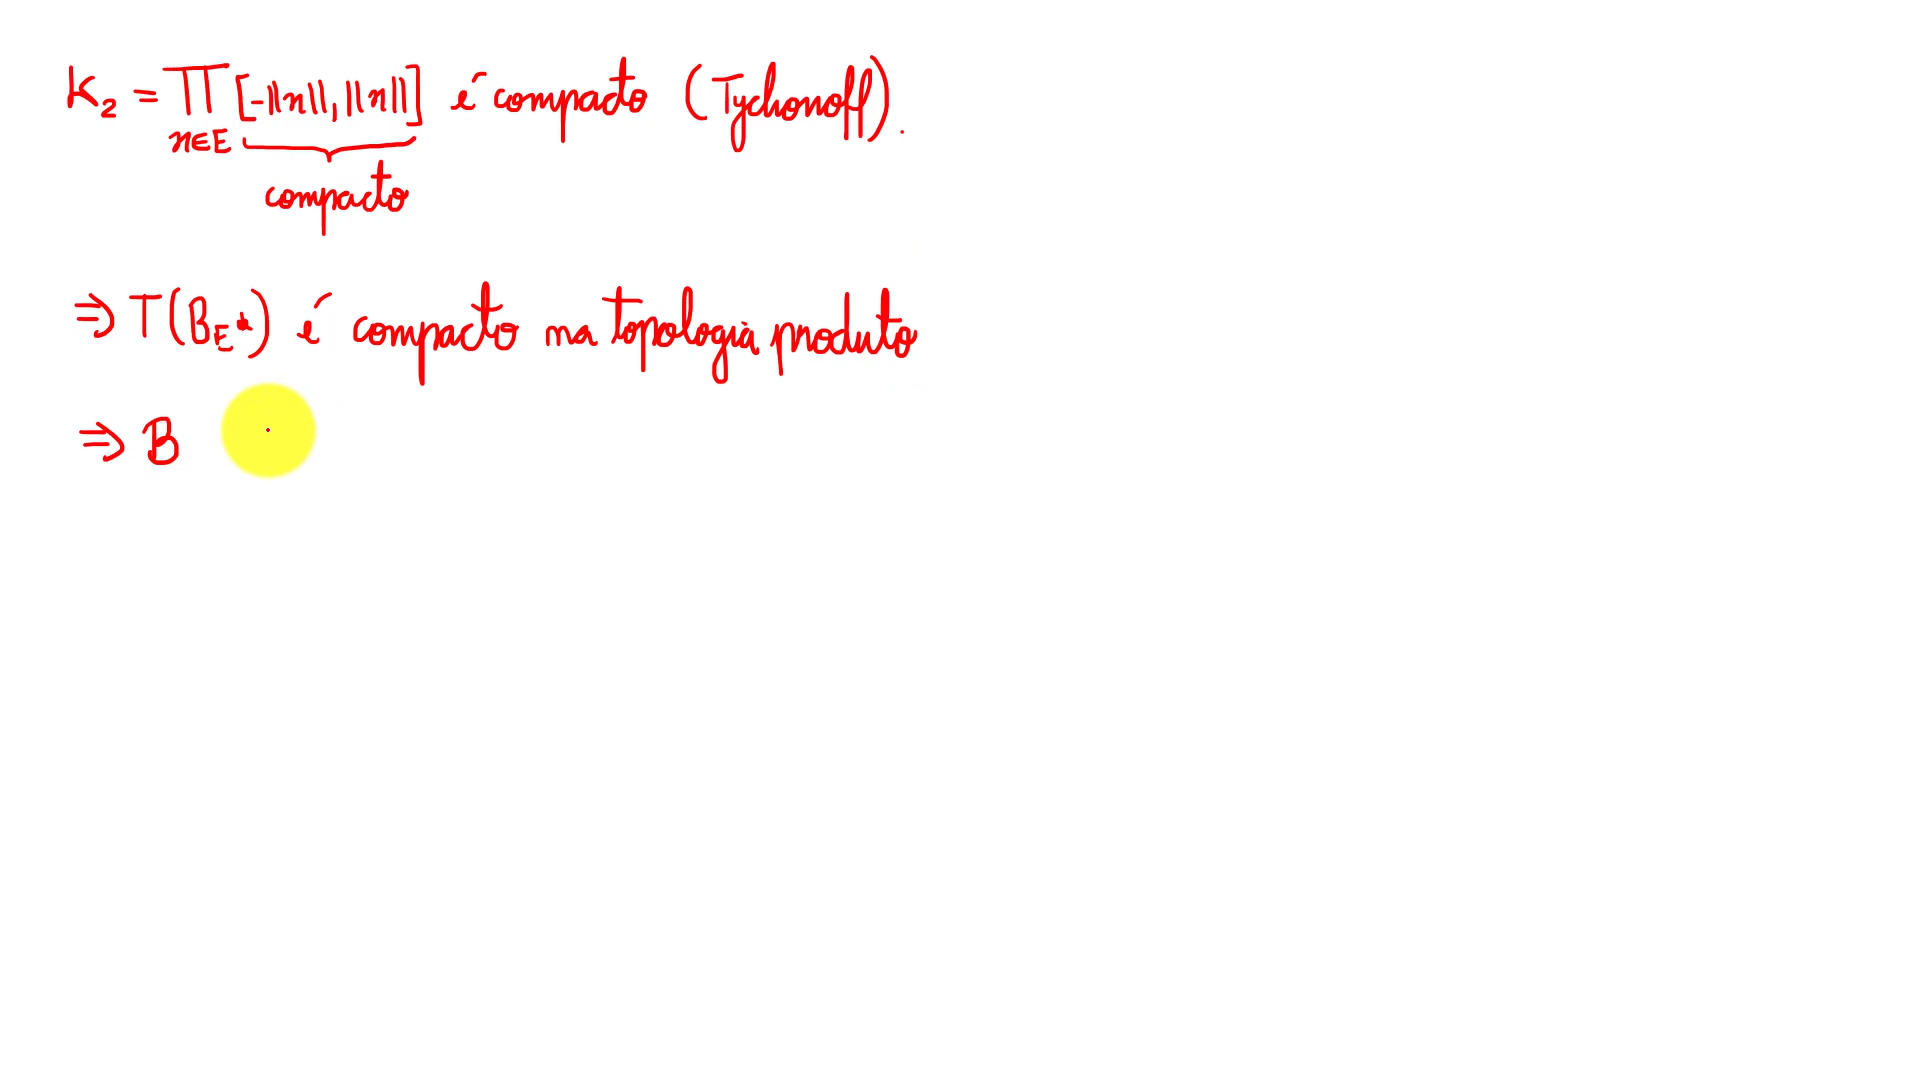 K₂ = ∏ [-||x||, ||x||] é compacto (Tychonoff).
x∈E
compacto
⇒ T(B_E*) é compacto na topologia produto
⇒ B